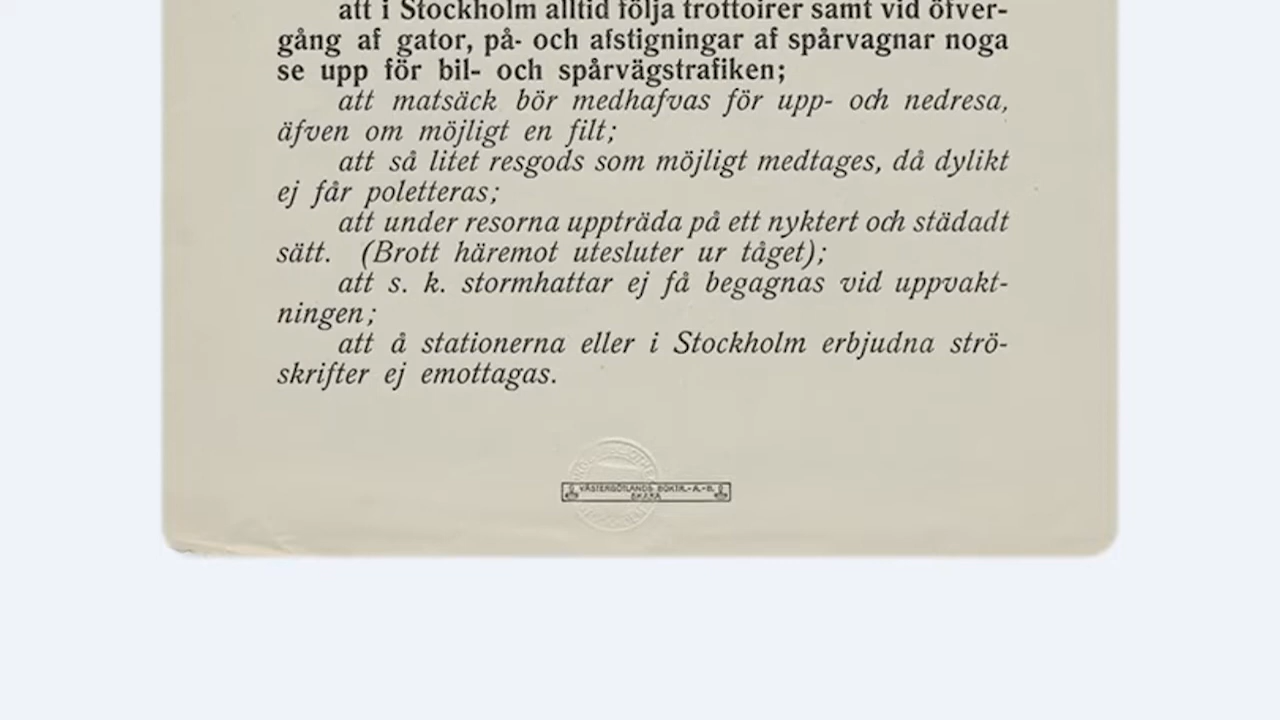 att i Stockholm alltid följa trottoirer samt vid öfver-
gång af gator, på- och afstigningar af spårvagnar noga
se upp för bil- och spårvägstrafiken;
att matsäck bör medhafvas för upp- och nedresa,
äfven om möjligt en filt;
att så litet resgods som möjligt medtages, då dylikt
ej får poletteras;
att under resorna uppträda på ett nyktert och städadt
sätt. (Brott häremot utesluter ur tåget);
att s. k. stormhattar ej få begagnas vid uppvakt-
ningen;
att å stationerna eller i Stockholm erbjudna strö-
skrifter ej emottagas.
VÄSTERGÖTLANDS BOKTR.-A.-B.
SKARA